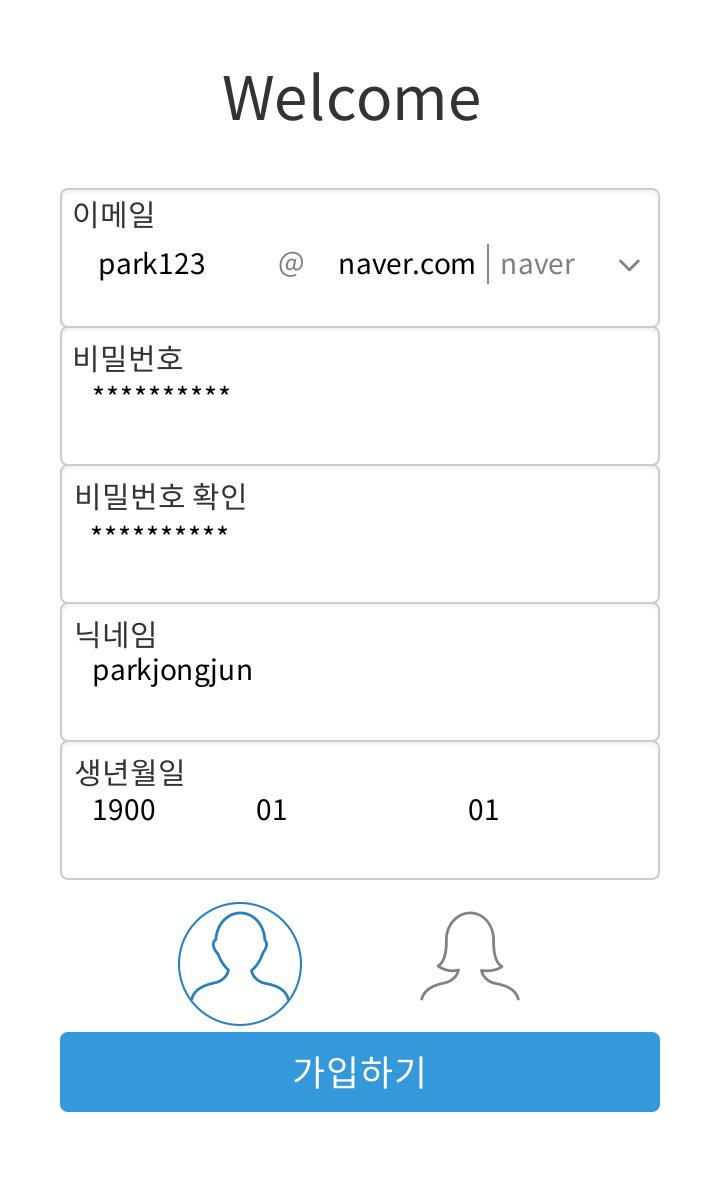 Welcome
이메일
park123 @ naver.com naver
비밀번호
**********
비밀번호 확인
**********
닉네임
parkjongjun
생년월일
1900 01 01
가입하기